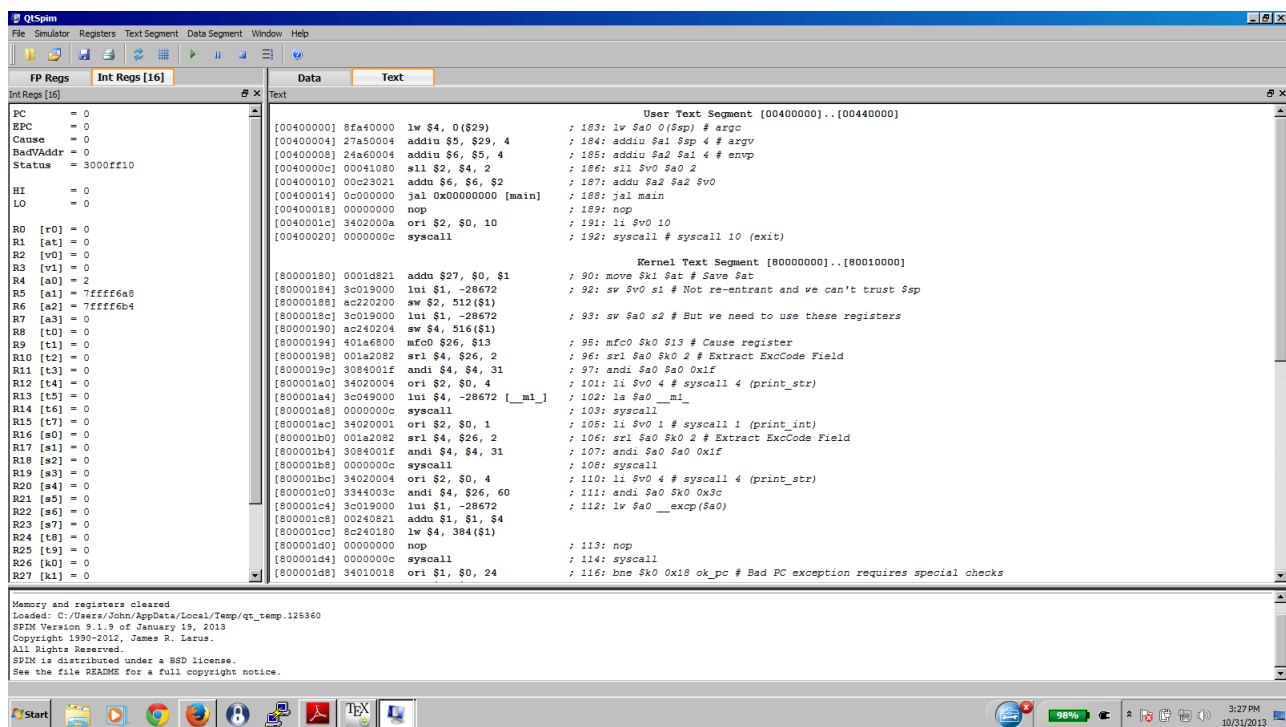 QtSpim
File Simulator Registers Text Segment Data Segment Window Help
FP Regs Int Regs [16]
Int Regs [16]
PC = 0
EPC = 0
Cause = 0
BadVAddr = 0
Status = 3000ff10
HI = 0
LO = 0
R0 [r0] = 0
R1 [at] = 0
R2 [v0] = 0
R3 [v1] = 0
R4 [a0] = 2
R5 [a1] = 7ffff6a8
R6 [a2] = 7ffff6b4
R7 [a3] = 0
R8 [t0] = 0
R9 [t1] = 0
R10 [t2] = 0
R11 [t3] = 0
R12 [t4] = 0
R13 [t5] = 0
R14 [t6] = 0
R15 [t7] = 0
R16 [s0] = 0
R17 [s1] = 0
R18 [s2] = 0
R19 [s3] = 0
R20 [s4] = 0
R21 [s5] = 0
R22 [s6] = 0
R23 [s7] = 0
R24 [t8] = 0
R25 [t9] = 0
R26 [k0] = 0
R27 [k1] = 0
Data Text
Text
User Text Segment [00400000]..[00440000]
[00400000] 8fa40000 lw $4, 0($29) ; 183: lw $a0 0($sp) # argc
[00400004] 27a50004 addiu $5, $29, 4 ; 184: addiu $a1 $sp 4 # argv
[00400008] 24a60004 addiu $6, $5, 4 ; 185: addiu $a2 $a1 4 # envp
[0040000c] 00041080 sll $2, $4, 2 ; 186: sll $v0 $a0 2
[00400010] 00c23021 addu $6, $6, $2 ; 187: addu $a2 $a2 $v0
[00400014] 0c000000 jal 0x00000000 [main] ; 188: jal main
[00400018] 00000000 nop ; 189: nop
[0040001c] 3402000a ori $2, $0, 10 ; 191: li $v0 10
[00400020] 0000000c syscall ; 192: syscall # syscall 10 (exit)
Kernel Text Segment [80000000]..[80010000]
[80000180] 0001d821 addu $27, $0, $1 ; 90: move $k1 $at # Save $at
[80000184] 3c019000 lui $1, -28672 ; 92: sw $v0 s1 # Not re-entrant and we can't trust $sp
[80000188] ac220200 sw $2, 512($1)
[8000018c] 3c019000 lui $1, -28672 ; 93: sw $a0 s2 # But we need to use these registers
[80000190] ac240204 sw $4, 516($1)
[80000194] 401a6800 mfc0 $26, $13 ; 95: mfc0 $k0 $13 # Cause register
[80000198] 001a2082 srl $4, $26, 2 ; 96: srl $a0 $k0 2 # Extract ExcCode Field
[8000019c] 3084001f andi $4, $4, 31 ; 97: andi $a0 $a0 0x1f
[800001a0] 34020004 ori $2, $0, 4 ; 101: li $v0 4 # syscall 4 (print_str)
[800001a4] 3c049000 lui $4, -28672 [__m1_] ; 102: la $a0 __m1_
[800001a8] 0000000c syscall ; 103: syscall
[800001ac] 34020001 ori $2, $0, 1 ; 105: li $v0 1 # syscall 1 (print_int)
[800001b0] 001a2082 srl $4, $26, 2 ; 106: srl $a0 $k0 2 # Extract ExcCode Field
[800001b4] 3084001f andi $4, $4, 31 ; 107: andi $a0 $a0 0x1f
[800001b8] 0000000c syscall ; 108: syscall
[800001bc] 34020004 ori $2, $0, 4 ; 110: li $v0 4 # syscall 4 (print_str)
[800001c0] 3344003c andi $4, $26, 60 ; 111: andi $a0 $k0 0x3c
[800001c4] 3c019000 lui $1, -28672 ; 112: lw $a0 __excp($a0)
[800001c8] 00240821 addu $1, $1, $4
[800001cc] 8c240180 lw $4, 384($1)
[800001d0] 00000000 nop ; 113: nop
[800001d4] 0000000c syscall ; 114: syscall
[800001d8] 34010018 ori $1, $0, 24 ; 116: bne $k0 0x18 ok_pc # Bad PC exception requires special checks
Memory and registers cleared
Loaded: C:/Users/John/AppData/Local/Temp/qt_temp.125360
SPIM Version 9.1.9 of January 19, 2013
Copyright 1990-2012, James R. Larus.
All Rights Reserved.
SPIM is distributed under a BSD license.
See the file README for a full copyright notice.
Start
TEX
98%
3:27 PM
10/31/2013